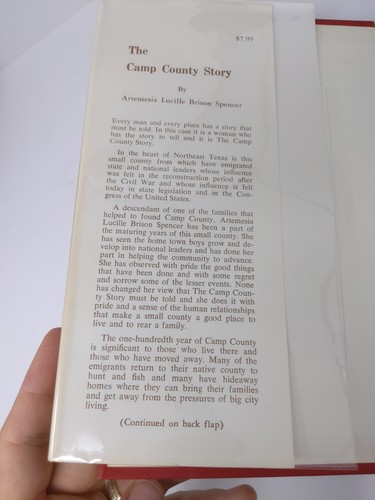 $7.95
The
Camp County Story
By
Artemesia Lucille Brison Spencer
Every man and every place has a story that
must be told. In this case it is a woman who
has the story to tell and it is The Camp
County Story.
In the heart of Northeast Texas is this
small county from which have emigrated
state and national leaders whose influence
was felt in the reconstruction period after
the Civil War and whose influence is felt
today in state legislation and in the Con-
gress of the United States.
A descendant of one of the families that
helped to found Camp County, Artemesia
Lucille Brison Spencer has been a part of
the maturing years of this small county. She
has seen the home town boys grow and de-
velop into national leaders and has done her
part in helping the community to advance.
She has observed with pride the good things
that have been done and with some regret
and sorrow some of the lesser events. None
has changed her view that The Camp Coun-
ty Story must be told and she does it with
pride and a sense of the human relationships
that make a small county a good place to
live and to rear a family.
The one-hundredth year of Camp County
is significant to those who live there and
those who have moved away. Many of the
emigrants return to their native county to
hunt and fish and many have hideaway
homes where they can bring their families
and get away from the pressures of big city
living.
(Continued on back flap)